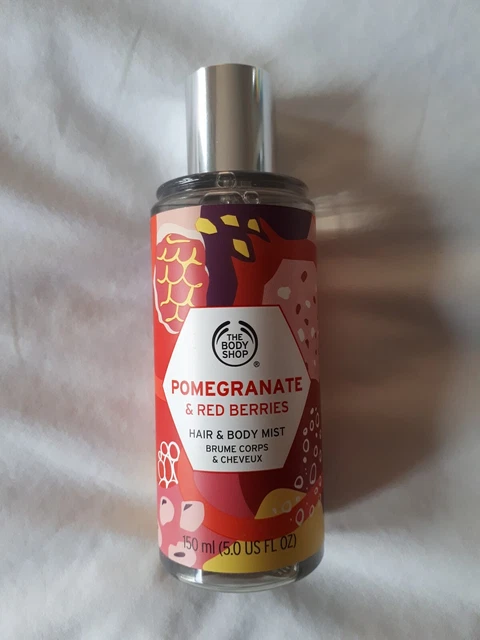 THE
BODY
SHOP
®
POMEGRANATE
& RED BERRIES
HAIR & BODY MIST
BRUME CORPS
& CHEVEUX
150 ml (5.0 US FL OZ)